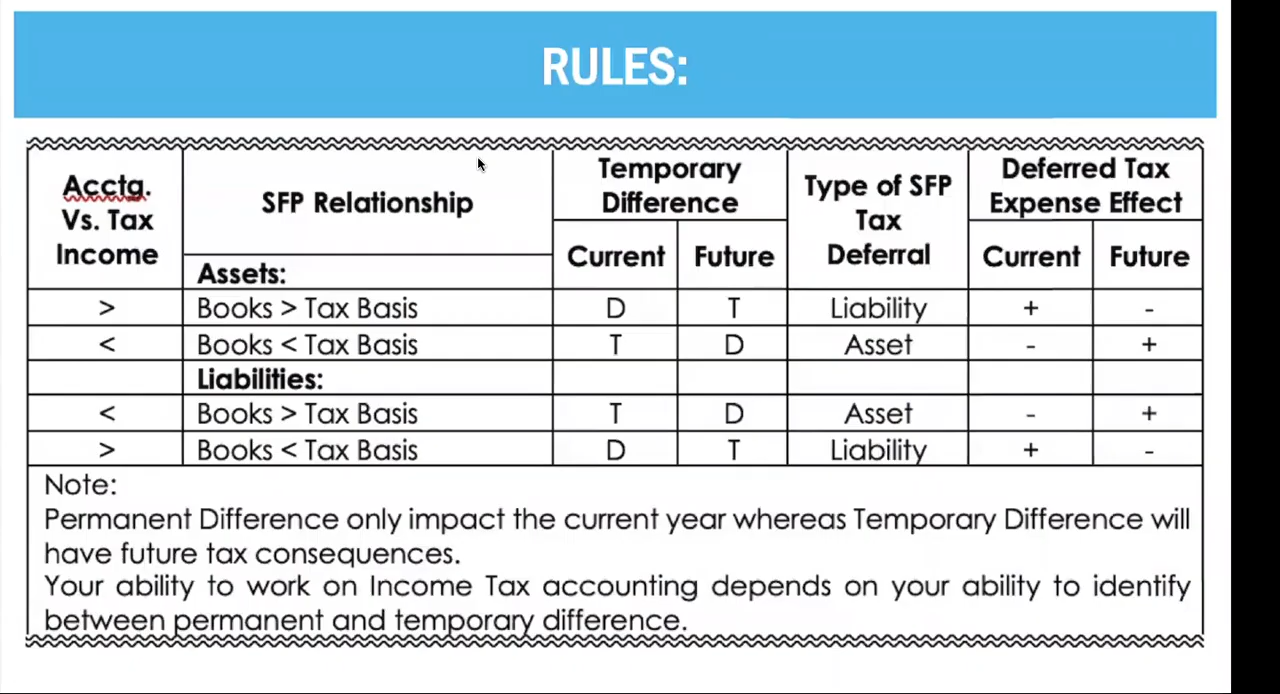 RULES:
Acctg. Vs. Tax Income | SFP Relationship | Temporary Difference | Type of SFP Tax Deferral | Deferred Tax Expense Effect
Assets: | Current | Future | Current | Future
> | Books > Tax Basis | D | T | Liability | + | -
< | Books < Tax Basis | T | D | Asset | - | +
Liabilities:
< | Books > Tax Basis | T | D | Asset | - | +
> | Books < Tax Basis | D | T | Liability | + | -
Note:
Permanent Difference only impact the current year whereas Temporary Difference will
have future tax consequences.
Your ability to work on Income Tax accounting depends on your ability to identify
between permanent and temporary difference.